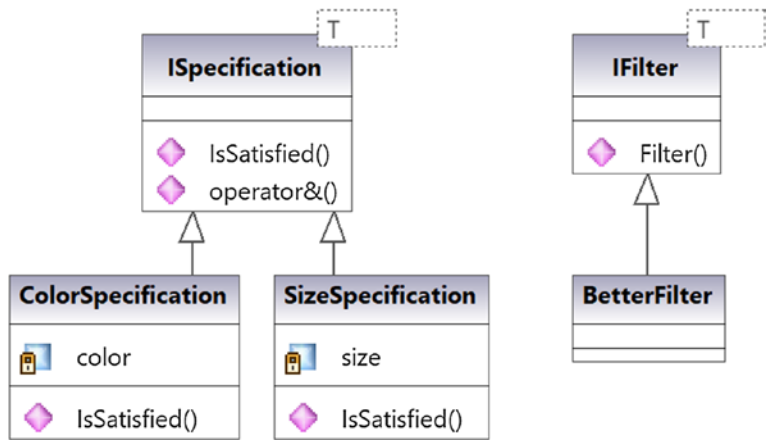 T
ISpecification
IsSatisfied()
operator&()
T
IFilter
Filter()
ColorSpecification
color
IsSatisfied()
SizeSpecification
size
IsSatisfied()
BetterFilter